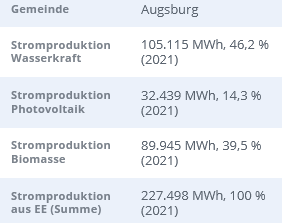 Gemeinde Augsburg
Stromproduktion 105.115 MWh, 46,2 %
Wasserkraft (2021)
Stromproduktion 32.439 MWh, 14,3 %
Photovoltaik (2021)
Stromproduktion 89.945 MWh, 39,5 %
Biomasse (2021)
Stromproduktion 227.498 MWh, 100 %
aus EE (Summe) (2021)